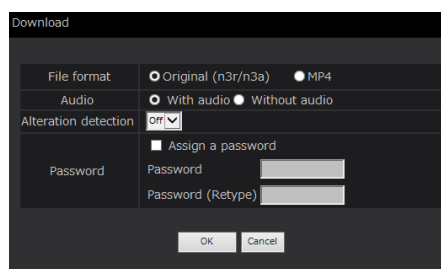 Download
File format Original (n3r/n3a) MP4
Audio With audio Without audio
Alteration detection Off
Assign a password
Password Password
Password (Retype)
OK Cancel